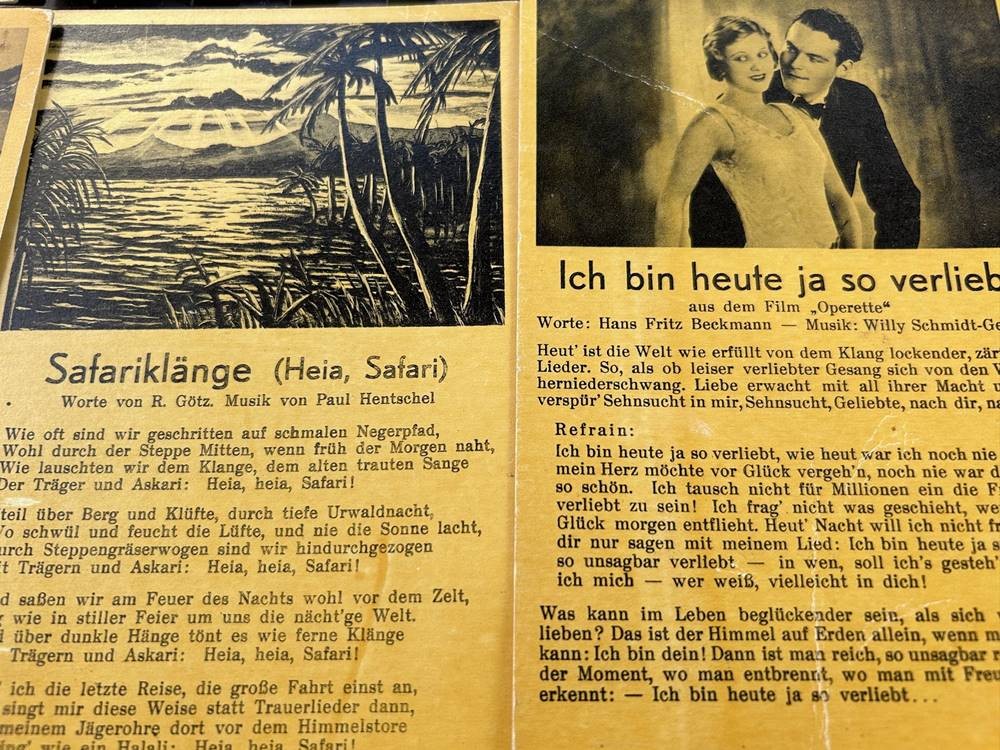 Safariklänge (Heia, Safari)
Worte von R. Götz. Musik von Paul Hentschel
Wie oft sind wir geschritten auf schmalen Negerpfad,
Wohl durch der Steppe Mitten, wenn früh der Morgen naht,
Wie lauschten wir dem Klange, dem alten trauten Sange
Der Träger und Askari: Heia, heia, Safari!
teil über Berg und Klüfte, durch tiefe Urwaldnacht,
Wo schwül und feucht die Lüfte, und nie die Sonne lacht,
urch Steppengräserwogen sind wir hindurchgezogen
it Trägern und Askari: Heia, heia, Safari!
d saßen wir am Feuer des Nachts wohl vor dem Zelt,
g wie in stiller Feier um uns die nächt'ge Welt.
d über dunkle Hänge tönt es wie ferne Klänge
Trägern und Askari: Heia, heia, Safari!
ich die letzte Reise, die große Fahrt einst an,
singt mir diese Weise statt Trauerlieder dann,
meinem Jägerohre dort vor dem Himmelstore
wie ein Halali: Heia, heia, Safari!
Ich bin heute ja so verlieb
aus dem Film „Operette“
Worte: Hans Fritz Beckmann — Musik: Willy Schmidt-Ge
Heut' ist die Welt wie erfüllt von dem Klang lockender, zär
Lieder. So, als ob leiser verliebter Gesang sich von den
herniederschwang. Liebe erwacht mit all ihrer Macht
verspür' Sehnsucht in mir, Sehnsucht, Geliebte, nach dir, na
Refrain:
Ich bin heute ja so verliebt, wie heut war ich noch nie
mein Herz möchte vor Glück vergeh'n, noch nie war d
so schön. Ich tausch nicht für Millionen ein die F
verliebt zu sein! Ich frag' nicht was geschieht, we
Glück morgen entflieht. Heut' Nacht will ich nicht fr
dir nur sagen mit meinem Lied: Ich bin heute ja s
so unsagbar verliebt — in wen, soll ich's gesteh'
ich mich — wer weiß, vielleicht in dich!
Was kann im Leben beglückender sein, als sich
lieben? Das ist der Himmel auf Erden allein, wenn m
kann: Ich bin dein! Dann ist man reich, so unsagbar r
der Moment, wo man entbrennt, wo man mit Freu
erkennt: — Ich bin heute ja so verliebt...